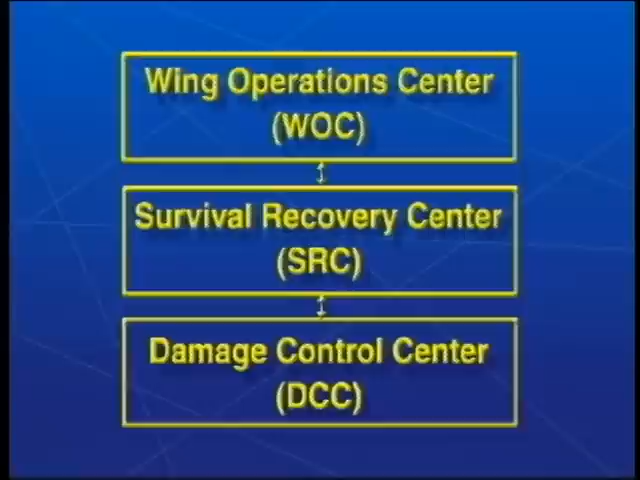 Wing Operations Center
(WOC)
Survival Recovery Center
(SRC)
Damage Control Center
(DCC)